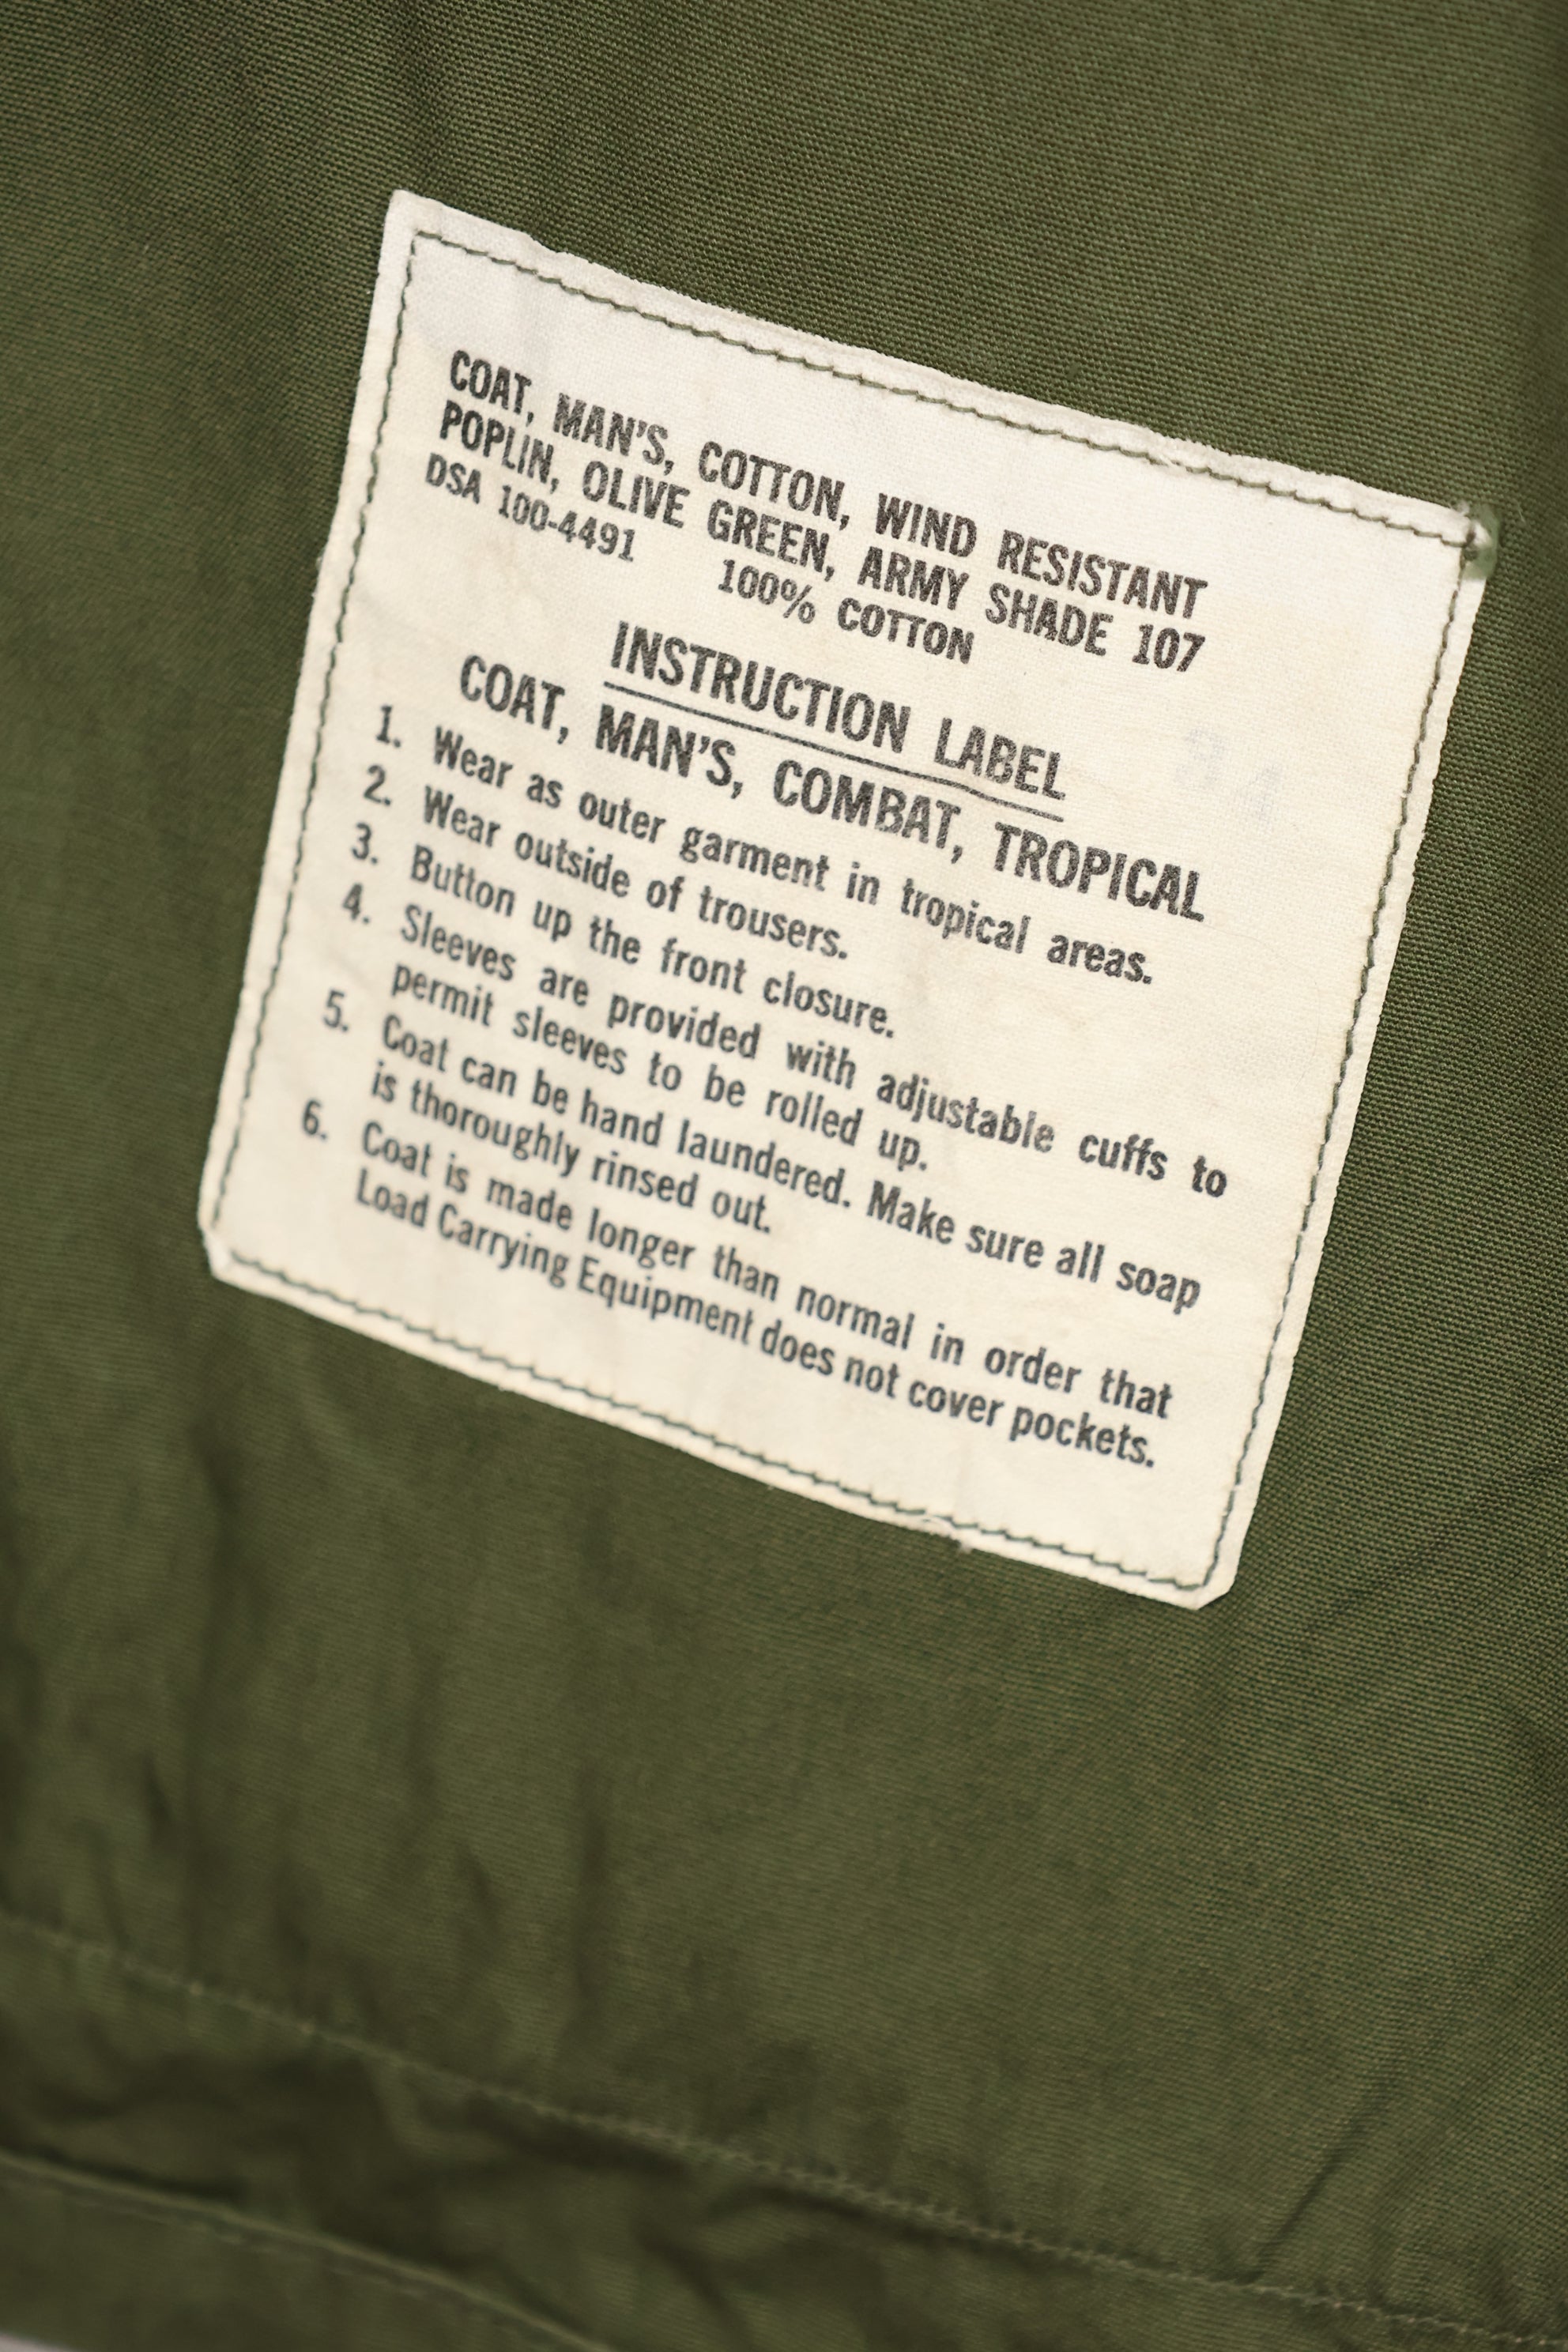 COAT, MAN'S, COTTON, WIND RESISTANT
POPLIN, OLIVE GREEN, ARMY SHADE 107
DSA 100-4491 100% COTTON
INSTRUCTION LABEL
COAT, MAN'S, COMBAT, TROPICAL
1. Wear as outer garment in tropical areas.
2. Wear outside of trousers.
3. Button up the front closure.
4. Sleeves are provided with adjustable cuffs to
permit sleeves to be rolled up.
5. Coat can be hand laundered. Make sure all soap
is thoroughly rinsed out.
6. Coat is made longer than normal in order that
Load Carrying Equipment does not cover pockets.